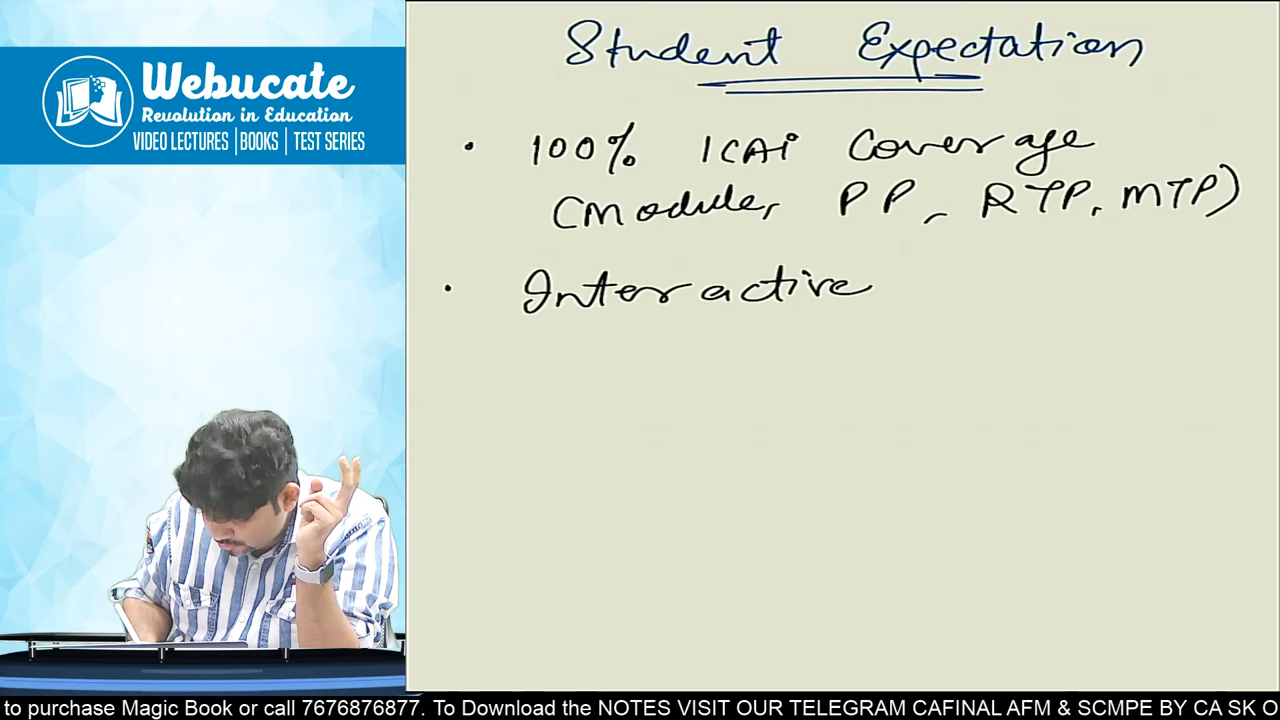 Webucate
Revolution in Education
VIDEO LECTURES | BOOKS | TEST SERIES
Student Expectation
• 100% ICAi Coverage
(Module, PP, RTP, MTP)
• Interactive
to purchase Magic Book or call 7676876877. To Download the NOTES VISIT OUR TELEGRAM CAFINAL AFM & SCMPE BY CA SK O